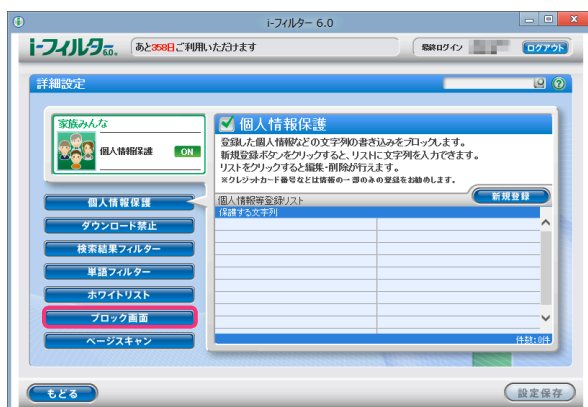 i-フィルター 6.0
i-フィルター6.0.
あと358日ご利用いただけます
最終ログイン
ログアウト
詳細設定
家族みんな
個人情報保護
ON
個人情報保護
登録した個人情報などの文字列の書き込みをブロックします。
新規登録ボタンをクリックすると、リストに文字列を入力できます。
リストをクリックすると編集・削除が行えます。
※クレジットカード番号などは情報の一部のみの登録をお勧めします。
個人情報等登録リスト
新規登録
保護する文字列
個人情報保護
ダウンロード禁止
検索結果フィルター
単語フィルター
ホワイトリスト
ブロック画面
ページスキャン
件数:0件
もどる
設定保存